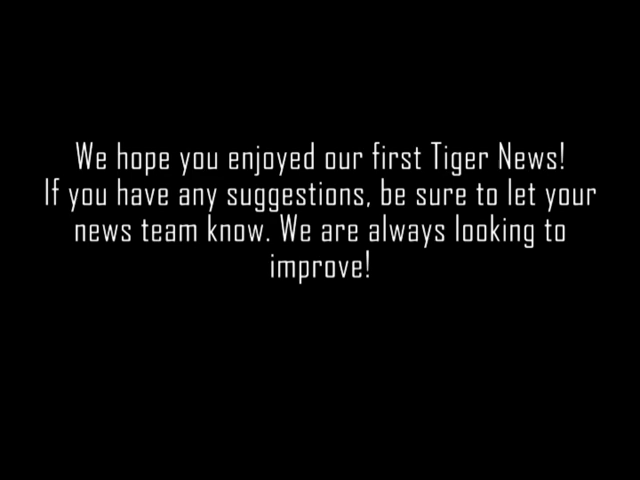 We hope you enjoyed our first Tiger News!
If you have any suggestions, be sure to let your
news team know. We are always looking to
improve!